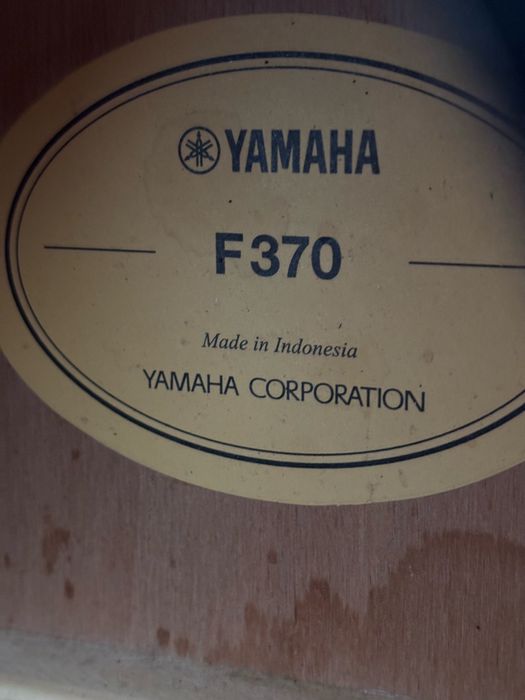 YAMAHA
F370
Made in Indonesia
YAMAHA CORPORATION